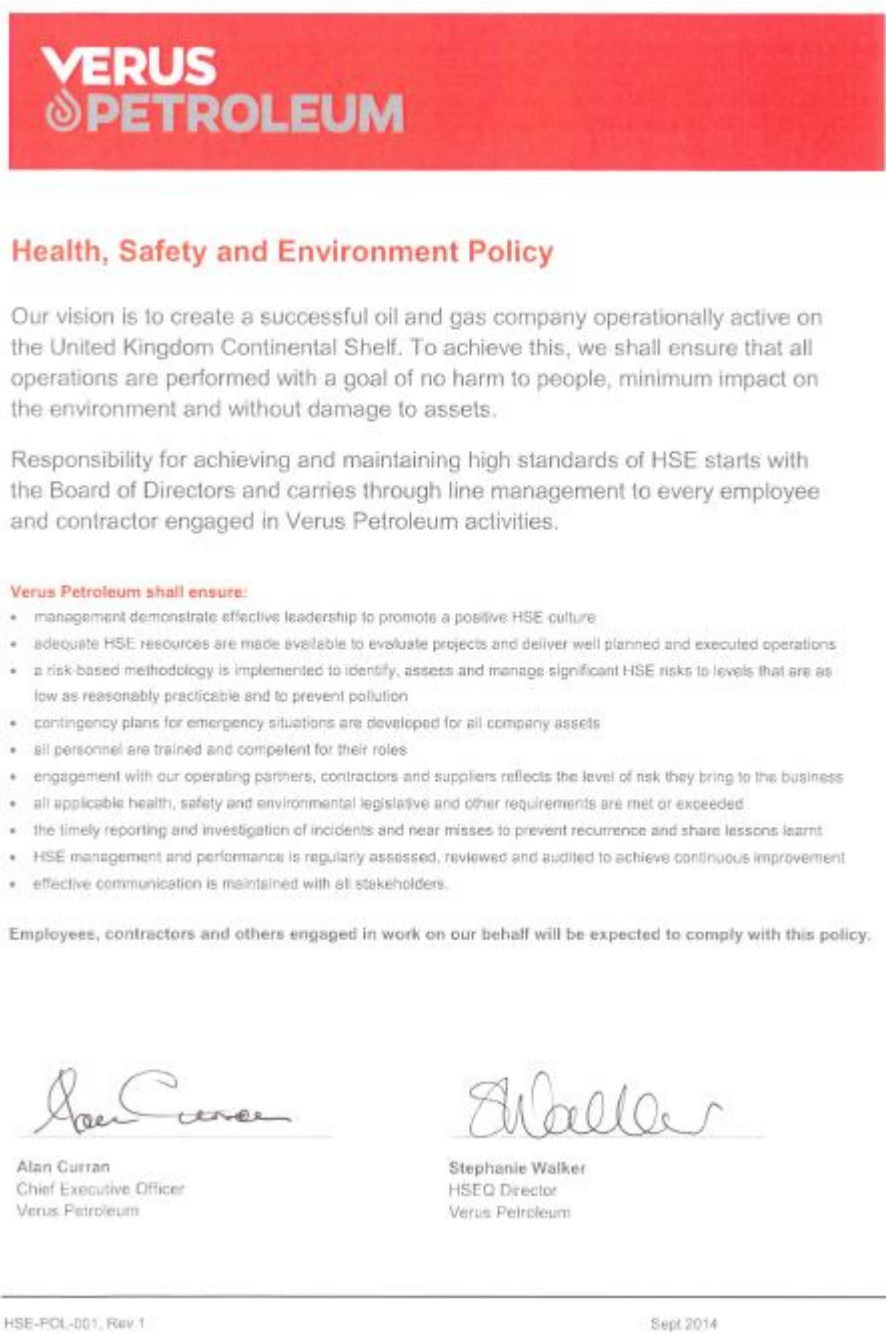 VERUS
PETROLEUM
Health, Safety and Environment Policy
Our vision is to create a successful oil and gas company operationally active on
the United Kingdom Continental Shelf. To achieve this, we shall ensure that all
operations are performed with a goal of no harm to people, minimum impact on
the environment and without damage to assets.
Responsibility for achieving and maintaining high standards of HSE starts with
the Board of Directors and carries through line management to every employee
and contractor engaged in Verus Petroleum activities.
Verus Petroleum shall ensure:
• management demonstrate effective leadership to promote a positive HSE culture
• adequate HSE resources are made available to evaluate projects and deliver well planned and executed operations
• a risk-based methodology is implemented to identify, assess and manage significant HSE risks to levels that are as
low as reasonably practicable and to prevent pollution
• contingency plans for emergency situations are developed for all company assets
• all personnel are trained and competent for their roles
• engagement with our operating partners, contractors and suppliers reflects the level of risk they bring to the business
• all applicable health, safety and environmental legislative and other requirements are met or exceeded
• the timely reporting and investigation of incidents and near misses to prevent recurrence and share lessons learnt
• HSE management and performance is regularly assessed, reviewed and audited to achieve continuous improvement
• effective communication is maintained with all stakeholders.
Employees, contractors and others engaged in work on our behalf will be expected to comply with this policy.
Alan Curran
SWalker
Alan Curran
Chief Executive Officer
Verus Petroleum
Stephanie Walker
HSEQ Director
Verus Petroleum
HSE-POL-001, Rev 1
Sept 2014